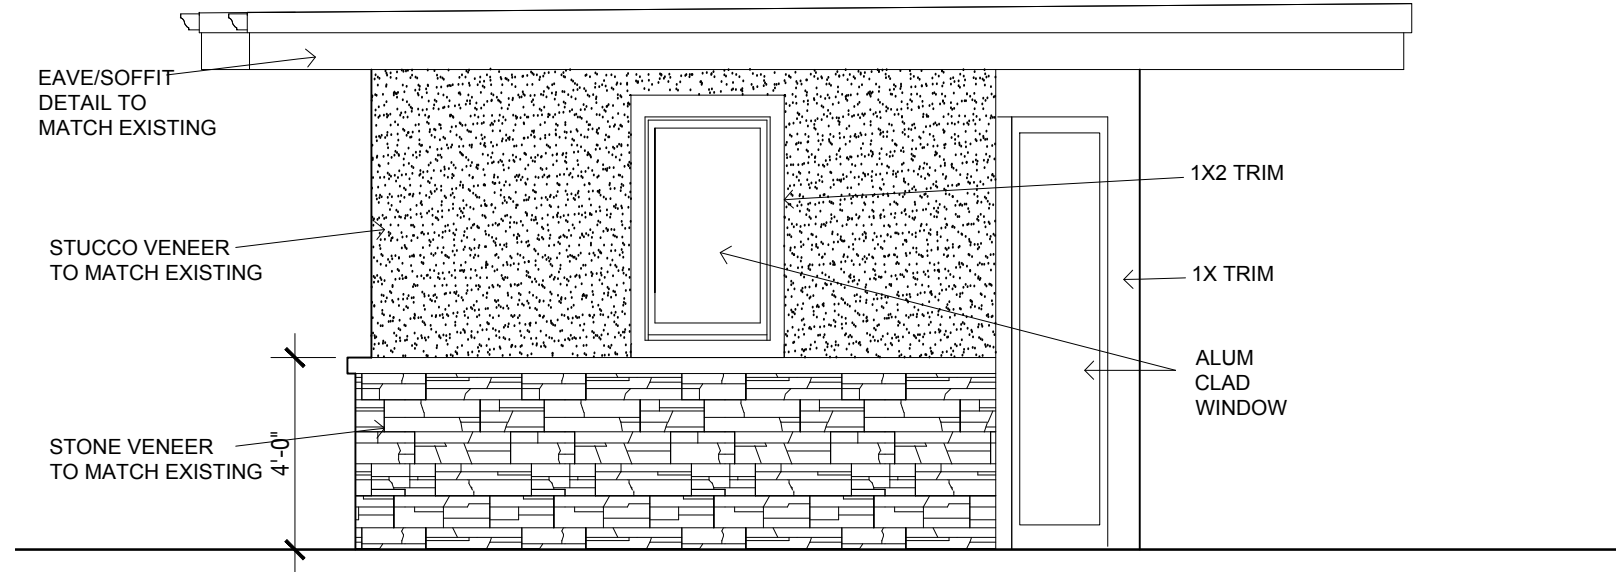 EAVE/SOFFIT
DETAIL TO
MATCH EXISTING
STUCCO VENEER
TO MATCH EXISTING
STONE VENEER
TO MATCH EXISTING
4'-0"
1X2 TRIM
1X TRIM
ALUM
CLAD
WINDOW